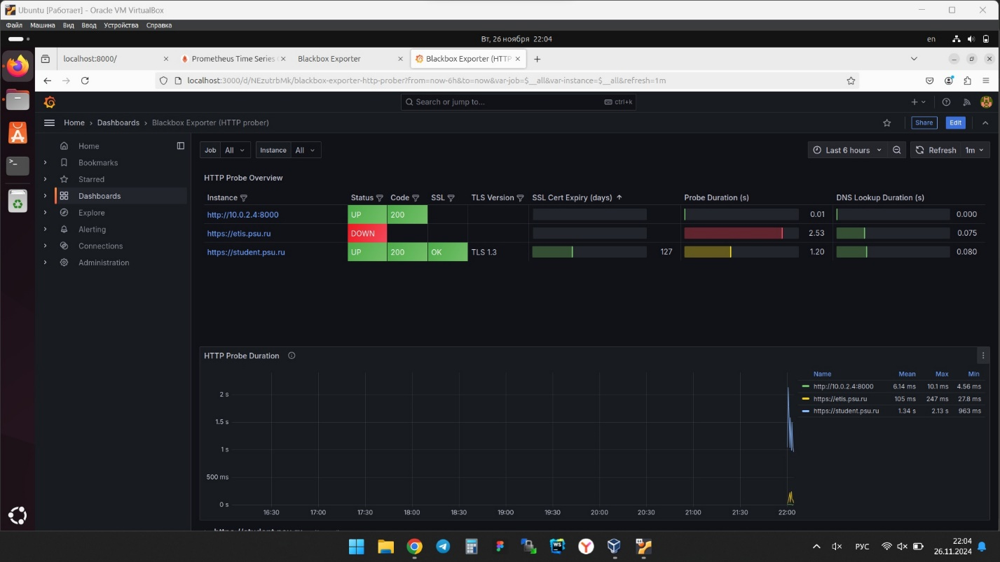 Ubuntu [Работает] - Oracle VM VirtualBox
Файл Машина Вид Ввод Устройства Справка
Вт, 26 ноября 22:04
en
localhost:8000/
Prometheus Time Series
Blackbox Exporter
Blackbox Exporter (HTTP
localhost:3000/d/NEzutrbMk/blackbox-exporter-http-prober?from=now-6h&to=now&var-job=$__all&var-instance=$__all&refresh=1m
Search or jump to...
ctrl+k
Home › Dashboards › Blackbox Exporter (HTTP prober)
Share
Edit
Home
Bookmarks
Starred
Dashboards
Explore
Alerting
Connections
Administration
Job All Instance All
Last 6 hours
Refresh 1m
HTTP Probe Overview
Instance Status Code SSL TLS Version SSL Cert Expiry (days) Probe Duration (s) DNS Lookup Duration (s)
http://10.0.2.4:8000 UP 200 0.01 0.000
https://etis.psu.ru DOWN 2.53 0.075
https://student.psu.ru UP 200 OK TLS 1.3 127 1.20 0.080
HTTP Probe Duration
2 s
1.5 s
1 s
500 ms
0 s
16:30 17:00 17:30 18:00 18:30 19:00 19:30 20:00 20:30 21:00 21:30 22:00
Name Mean Max Min
http://10.0.2.4:8000 6.14 ms 10.1 ms 4.56 ms
https://etis.psu.ru 105 ms 247 ms 27.8 ms
https://student.psu.ru 1.34 s 2.13 s 963 ms
РУС
22:04
26.11.2024